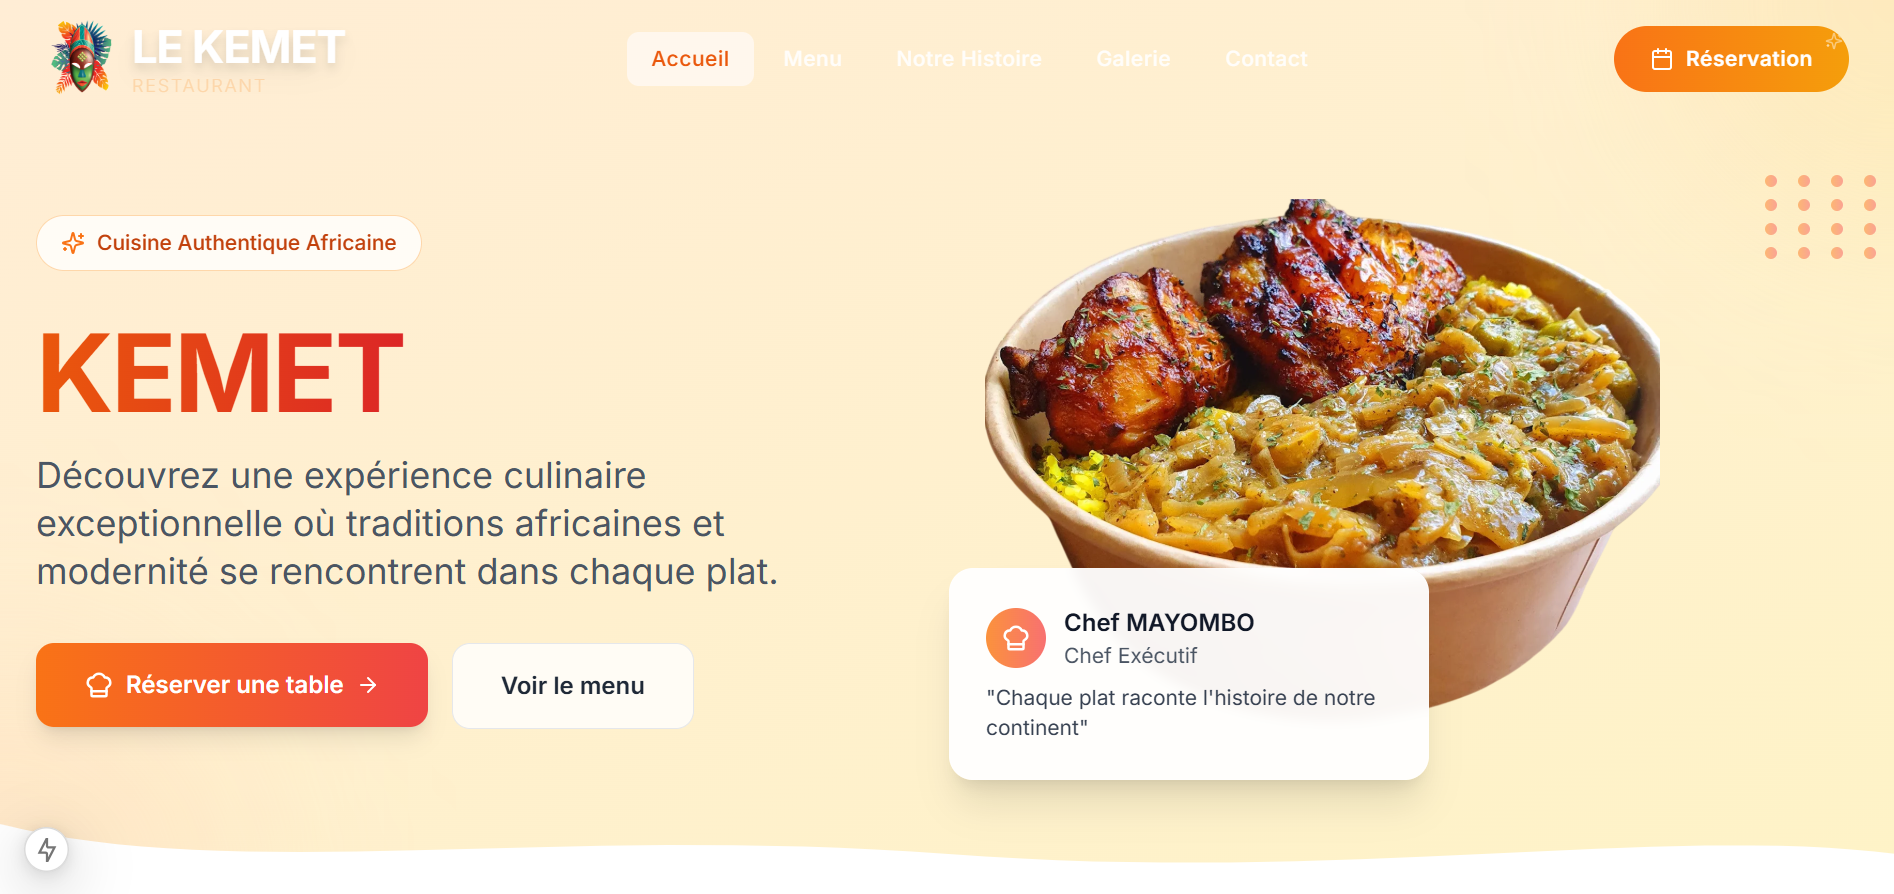 LE KEMET
RESTAURANT
Accueil
Menu
Notre Histoire
Galerie
Contact
Réservation
Cuisine Authentique Africaine
KEMET
Découvrez une expérience culinaire
exceptionnelle où traditions africaines et
modernité se rencontrent dans chaque plat.
Réserver une table
Voir le menu
Chef MAYOMBO
Chef Exécutif
"Chaque plat raconte l'histoire de notre
continent"